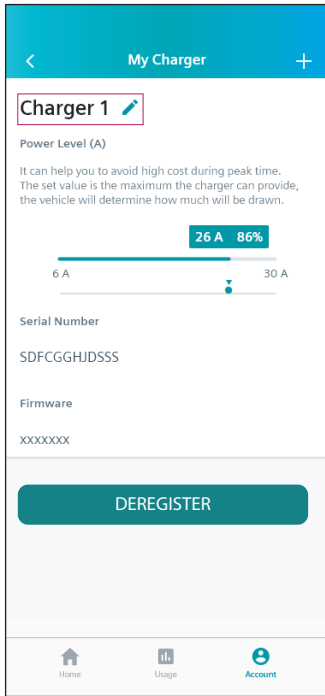 My Charger
Charger 1
Power Level (A)
It can help you to avoid high cost during peak time.
The set value is the maximum the charger can provide,
the vehicle will determine how much will be drawn.
26 A 86%
6 A 30 A
Serial Number
SDFCGGHJDSSS
Firmware
xxxxxxx
DEREGISTER
Home Usage Account